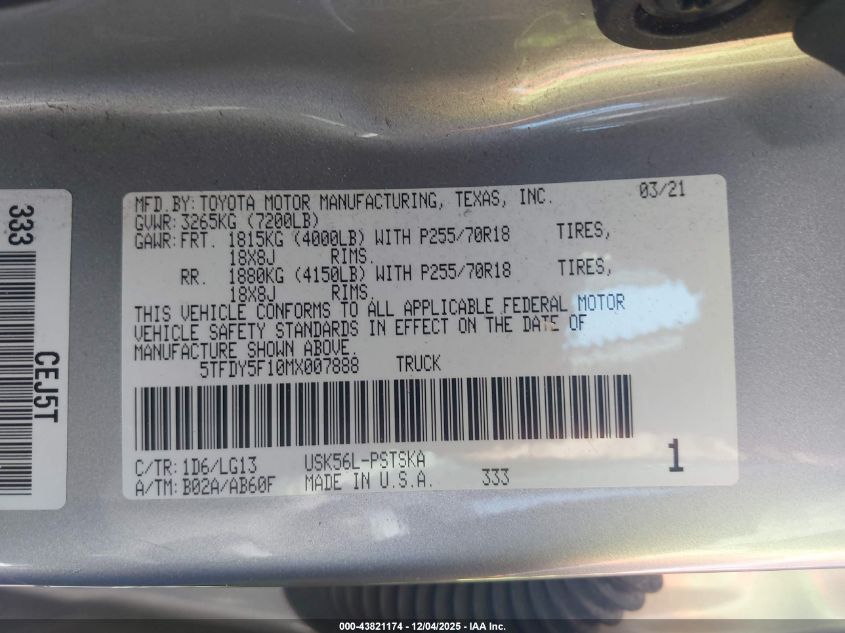 333
CEJ5T
MFD.BY:TOYOTA MOTOR MANUFACTURING, TEXAS, INC. 03/21
GVWR:3265KG (7200LB)
GAWR:FRT. 1815KG (4000LB) WITH P255/70R18 TIRES,
18X8J RIMS.
RR. 1880KG (4150LB) WITH P255/70R18 TIRES,
18X8J RIMS.
THIS VEHICLE CONFORMS TO ALL APPLICABLE FEDERAL MOTOR
VEHICLE SAFETY STANDARDS IN EFFECT ON THE DATE OF
MANUFACTURE SHOWN ABOVE.
5TFDY5F10MX007888 TRUCK
C/TR:1D6/LG13 USK56L-PSTSKA
A/TM:B02A/AB60F MADE IN U.S.A. 333
1
000-43821174 - 12/04/2025 - IAA Inc.